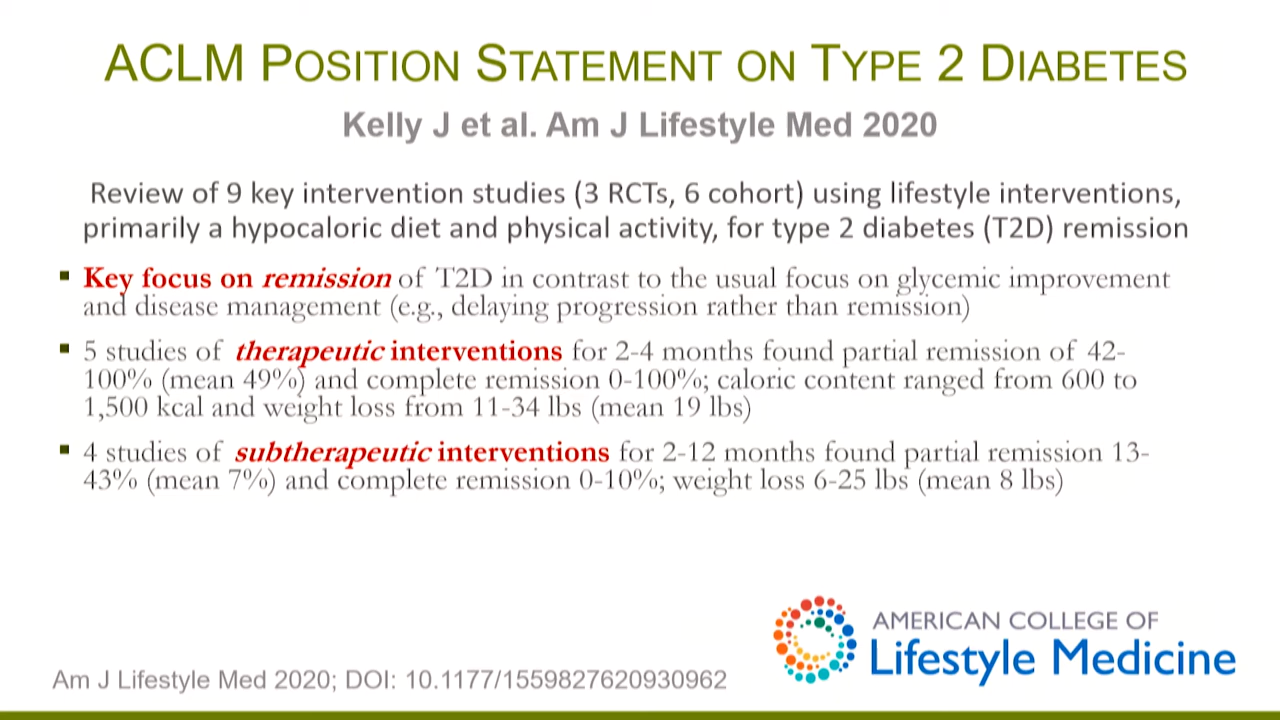 ACLM POSITION STATEMENT ON TYPE 2 DIABETES
Kelly J et al. Am J Lifestyle Med 2020
Review of 9 key intervention studies (3 RCTs, 6 cohort) using lifestyle interventions,
primarily a hypocaloric diet and physical activity, for type 2 diabetes (T2D) remission
▪ Key focus on remission of T2D in contrast to the usual focus on glycemic improvement
and disease management (e.g., delaying progression rather than remission)
▪ 5 studies of therapeutic interventions for 2-4 months found partial remission of 42-
100% (mean 49%) and complete remission 0-100%; caloric content ranged from 600 to
1,500 kcal and weight loss from 11-34 lbs (mean 19 lbs)
▪ 4 studies of subtherapeutic interventions for 2-12 months found partial remission 13-
43% (mean 7%) and complete remission 0-10%; weight loss 6-25 lbs (mean 8 lbs)
AMERICAN COLLEGE OF
Lifestyle Medicine
Am J Lifestyle Med 2020; DOI: 10.1177/1559827620930962